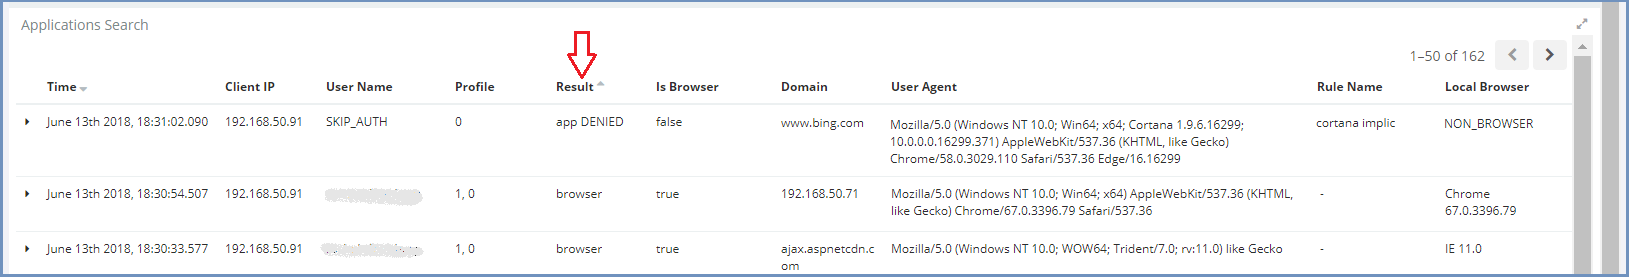 Applications Search
1–50 of 162
Time Client IP User Name Profile Result Is Browser Domain User Agent Rule Name Local Browser
June 13th 2018, 18:31:02.090 192.168.50.91 SKIP_AUTH 0 app DENIED false www.bing.com Mozilla/5.0 (Windows NT 10.0; Win64; x64; Cortana 1.9.6.16299; cortana implic NON_BROWSER
10.0.0.0.16299.371) AppleWebKit/537.36 (KHTML, like Gecko)
Chrome/58.0.3029.110 Safari/537.36 Edge/16.16299
June 13th 2018, 18:30:54.507 192.168.50.91 1, 0 browser true 192.168.50.71 Mozilla/5.0 (Windows NT 10.0; Win64; x64) AppleWebKit/537.36 (KHTML, - Chrome
like Gecko) Chrome/67.0.3396.79 Safari/537.36 67.0.3396.79
June 13th 2018, 18:30:33.577 192.168.50.91 1, 0 browser true ajax.aspnetcdn.c Mozilla/5.0 (Windows NT 10.0; WOW64; Trident/7.0; rv:11.0) like Gecko - IE 11.0
om